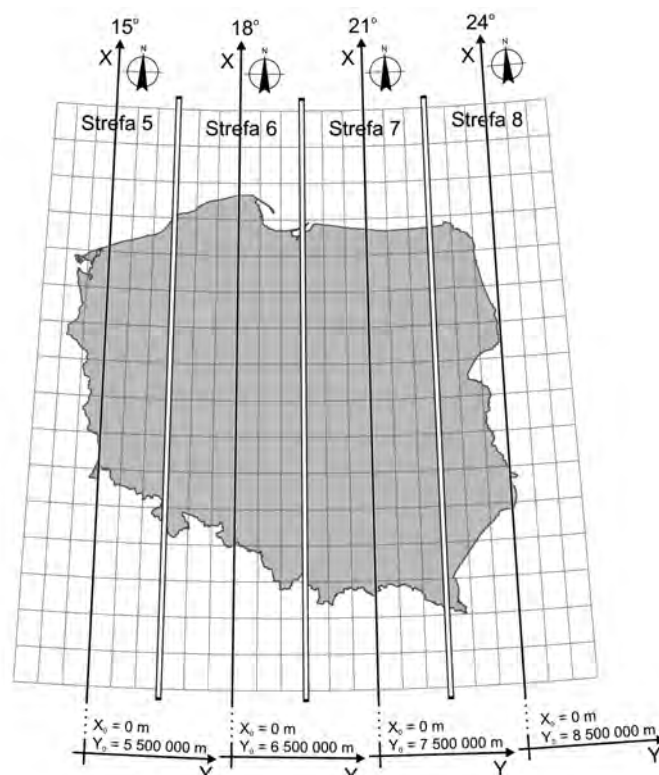 15° 18° 21° 24°
N N N N
X X X X
Strefa 5 Strefa 6 Strefa 7 Strefa 8
X₀ = 0 m X₀ = 0 m X₀ = 0 m X₀ = 0 m
Y₀ = 5 500 000 m Y₀ = 6 500 000 m Y₀ = 7 500 000 m Y₀ = 8 500 000 m
Y Y Y Y